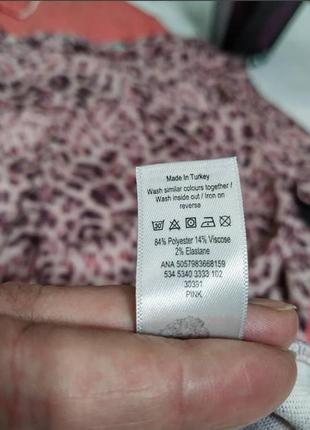 Made In Turkey
Wash similar colours together /
Wash inside out / Iron on
reverse
30
84% Polyester 14% Viscose
2% Elastane
ANA 5057983668159
534 5340 3333 102
30391
PINK